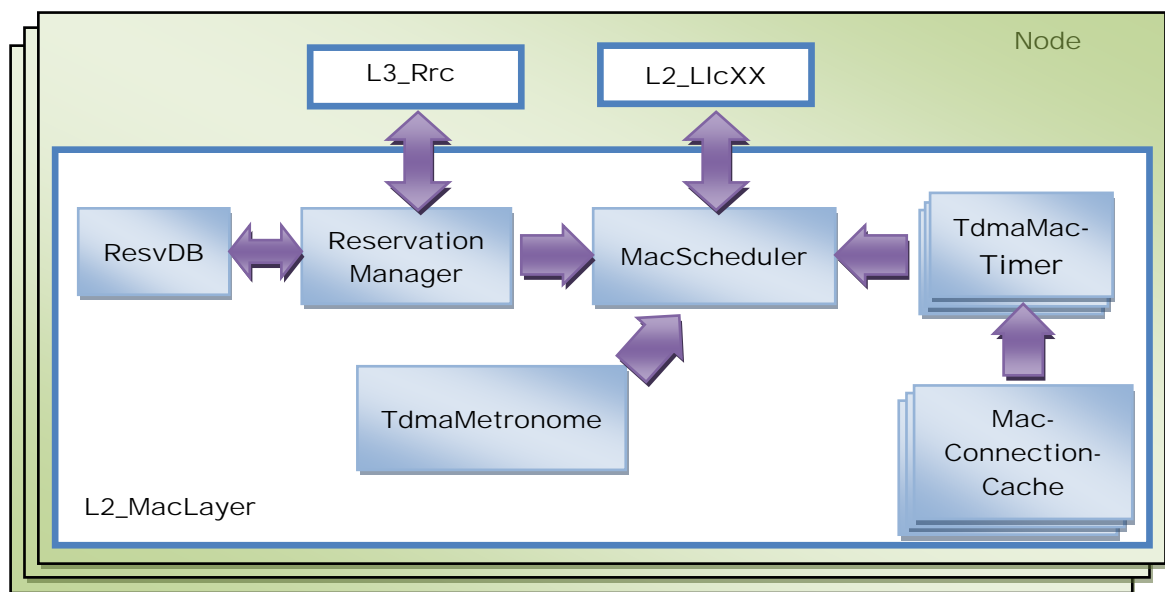 Node
L3_Rrc
L2_LlcXX
ResvDB
Reservation
Manager
MacScheduler
TdmaMac-
Timer
TdmaMetronome
Mac-
Connection-
Cache
L2_MacLayer